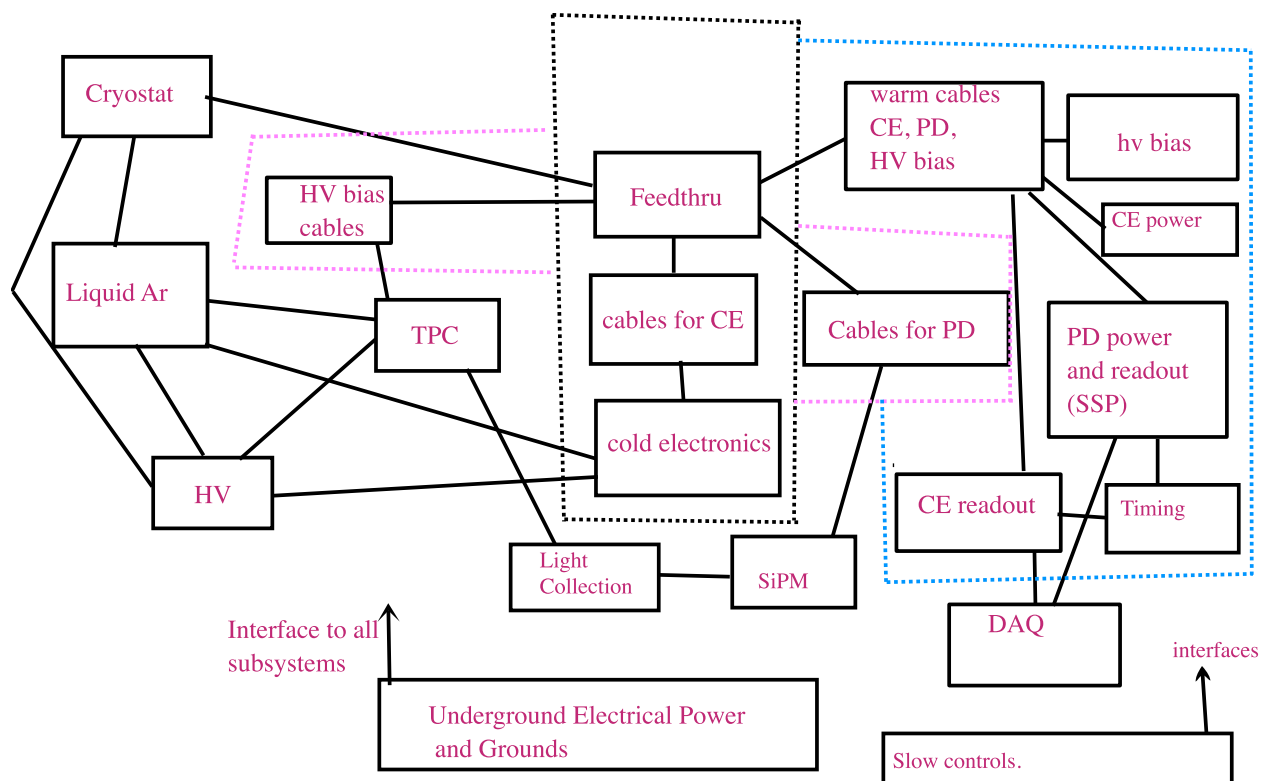 Cryostat
warm cables
CE, PD,
HV bias
hv bias
HV bias
cables
Feedthru
CE power
Liquid Ar
TPC
cables for CE
Cables for PD
PD power
and readout
(SSP)
cold electronics
HV
CE readout
Timing
Light
Collection
SiPM
DAQ
Interface to all
subsystems
interfaces
Underground Electrical Power
and Grounds
Slow controls.